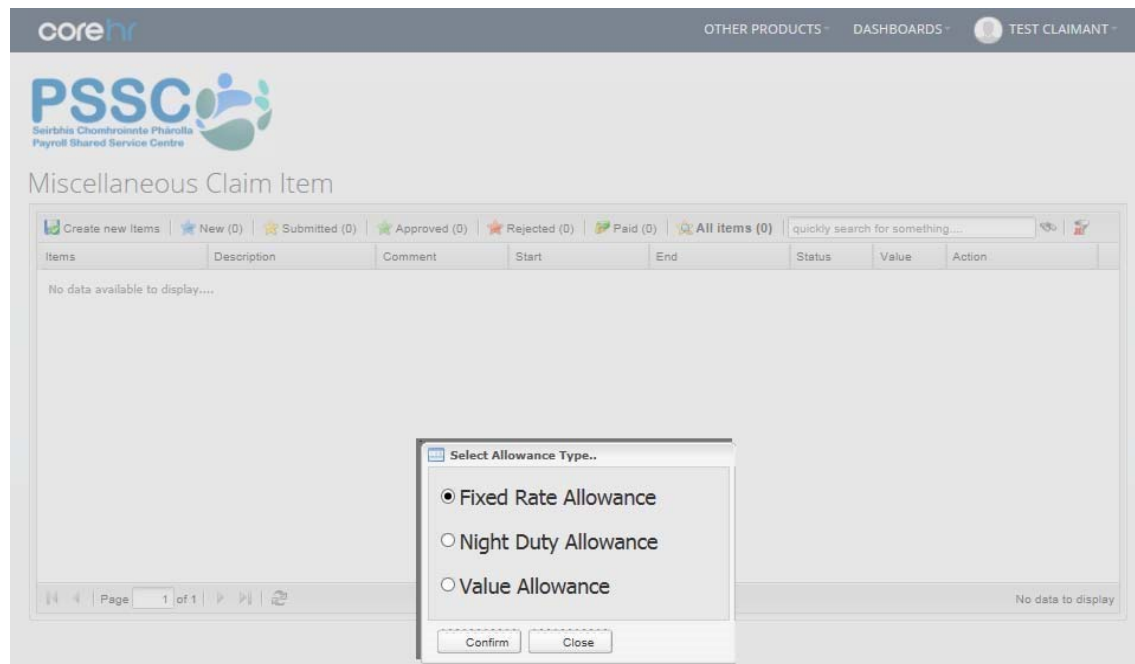 corehr OTHER PRODUCTS DASHBOARDS TEST CLAIMANT
PSSC
Seirbhís Chomhroinnte Phárolla
Payroll Shared Service Centre
Miscellaneous Claim Item
Create new Items New (0) Submitted (0) Approved (0) Rejected (0) Paid (0) All items (0) quickly search for something....
Items Description Comment Start End Status Value Action
No data available to display....
Select Allowance Type..
Fixed Rate Allowance
Night Duty Allowance
Value Allowance
Confirm Close
Page 1 of 1 No data to display